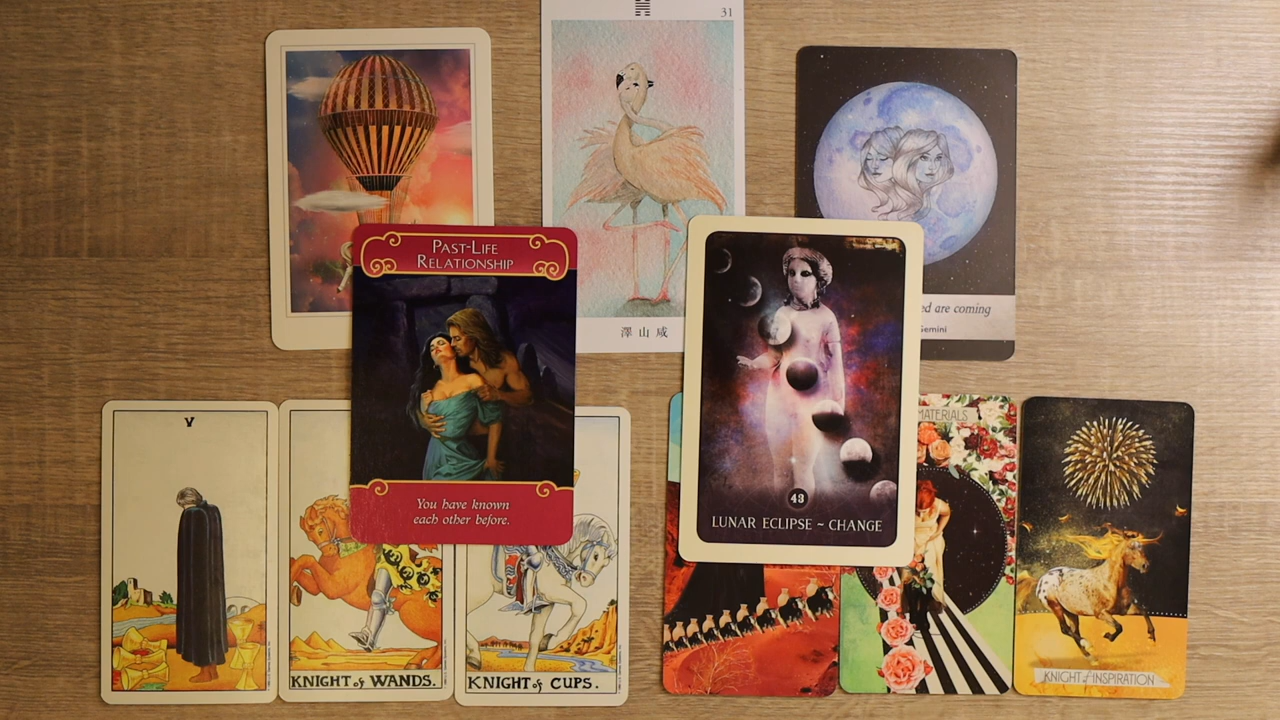 31
澤山咸
ed are coming
Gemini
PAST-LIFE
RELATIONSHIP
You have known
each other before.
43
LUNAR ECLIPSE ~ CHANGE
V
KNIGHT of WANDS.
KNIGHT of CUPS.
MATERIALS
KNIGHT of INSPIRATION